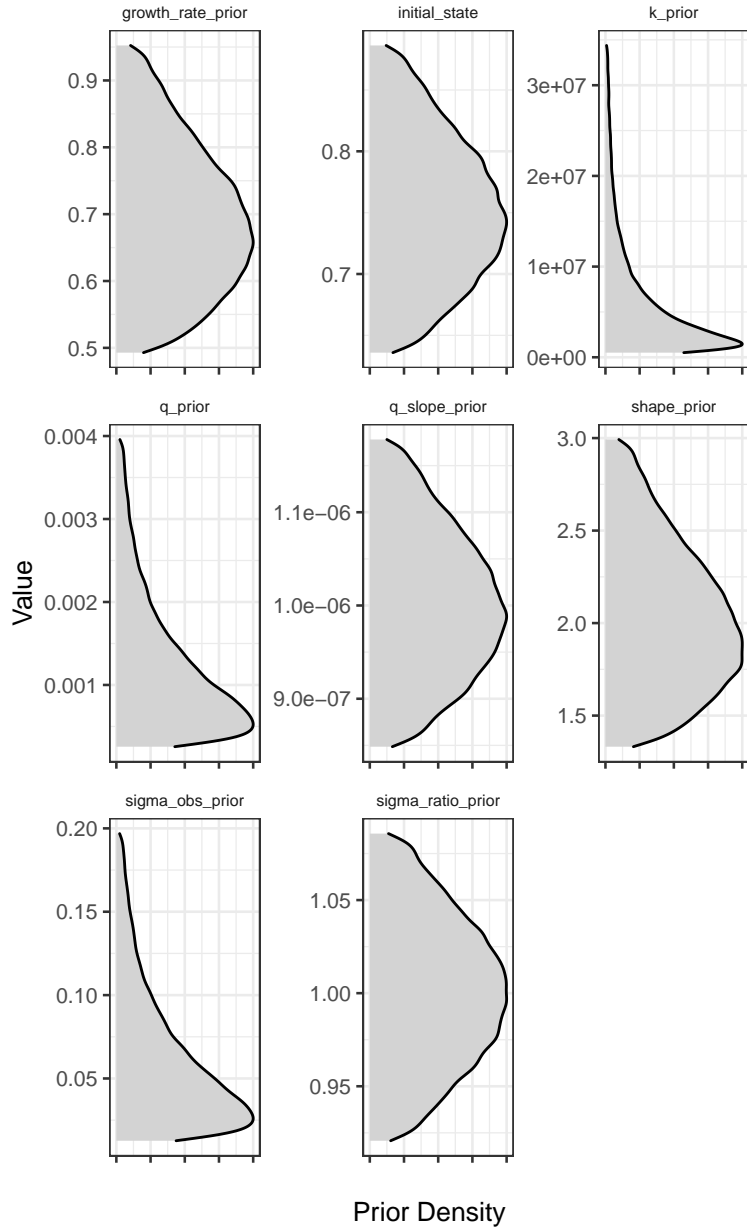 growth_rate_prior
initial_state
k_prior
0.9
0.8
0.7
0.6
0.5
0.8
0.7
3e+07
2e+07
1e+07
0e+00
q_prior
q_slope_prior
shape_prior
0.004
0.003
0.002
0.001
1.1e−06
1.0e−06
9.0e−07
3.0
2.5
2.0
1.5
Value
sigma_obs_prior
sigma_ratio_prior
0.20
0.15
0.10
0.05
1.05
1.00
0.95
Prior Density